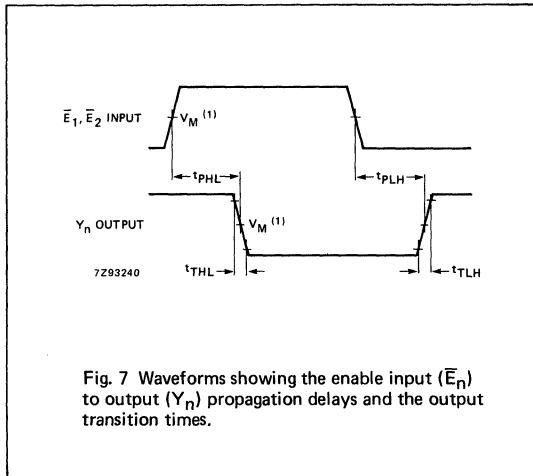 Ē1, Ē2 INPUT
VM (1)
tPHL
tPLH
Yn OUTPUT
VM (1)
7Z93240
tTHL
tTLH
Fig. 7 Waveforms showing the enable input (Ēn)
to output (Yn) propagation delays and the output
transition times.